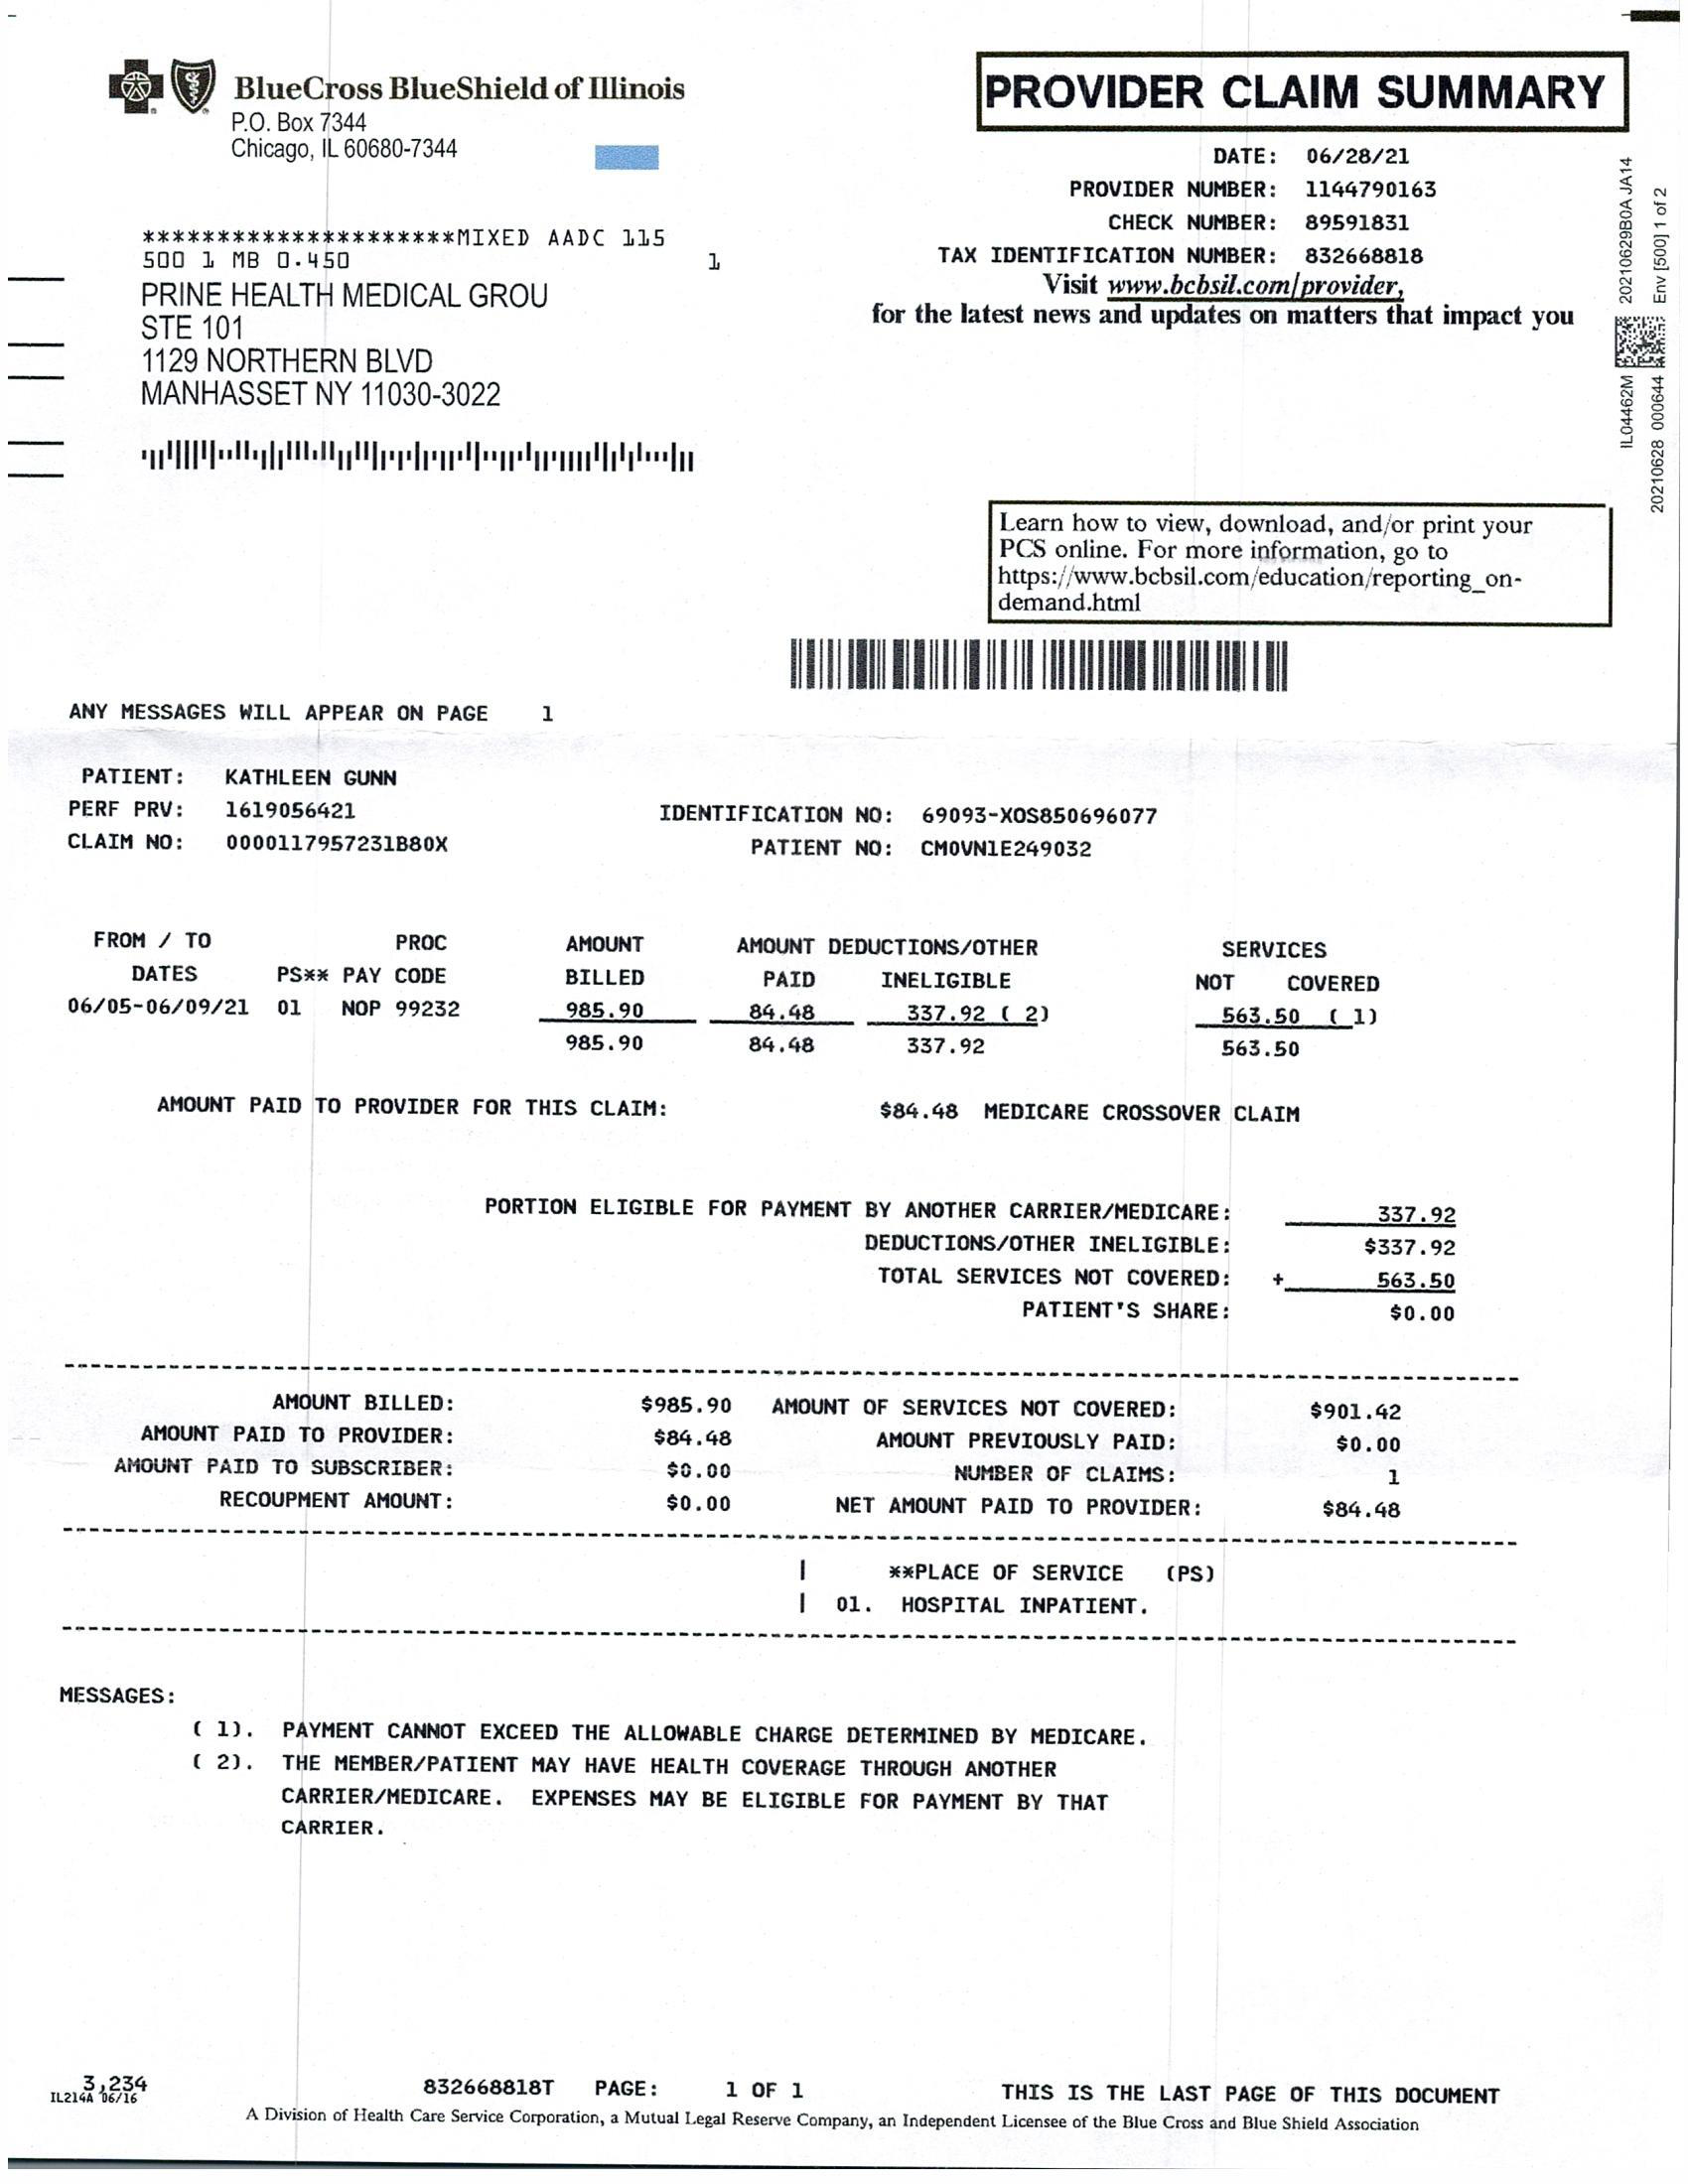 BlueCross BlueShield of Illinois
P.O. Box 7344
Chicago, IL 60680-7344
PROVIDER CLAIM SUMMARY
DATE: 06/28/21
PROVIDER NUMBER: 1144790163
CHECK NUMBER: 89591831
TAX IDENTIFICATION NUMBER: 832668818
Visit www.bcbsil.com/provider,
for the latest news and updates on matters that impact you
*********************MIXED AADC 115
500 1 MB 0.450 1
PRINE HEALTH MEDICAL GROU
STE 101
1129 NORTHERN BLVD
MANHASSET NY 11030-3022
IL04462M 20210629B0A JA14
20210628 000644 Env [500] 1 of 2
Learn how to view, download, and/or print your
PCS online. For more information, go to
https://www.bcbsil.com/education/reporting_on-
demand.html
ANY MESSAGES WILL APPEAR ON PAGE 1
PATIENT: KATHLEEN GUNN
PERF PRV: 1619056421 IDENTIFICATION NO: 69093-XOS850696077
CLAIM NO: 0000117957231B80X PATIENT NO: CM0VN1E249032
FROM / TO PROC AMOUNT AMOUNT DEDUCTIONS/OTHER SERVICES
DATES PS** PAY CODE BILLED PAID INELIGIBLE NOT COVERED
06/05-06/09/21 01 NOP 99232 985.90 84.48 337.92 ( 2) 563.50 ( 1)
985.90 84.48 337.92 563.50
AMOUNT PAID TO PROVIDER FOR THIS CLAIM: $84.48 MEDICARE CROSSOVER CLAIM
PORTION ELIGIBLE FOR PAYMENT BY ANOTHER CARRIER/MEDICARE: 337.92
DEDUCTIONS/OTHER INELIGIBLE: $337.92
TOTAL SERVICES NOT COVERED: + 563.50
PATIENT'S SHARE: $0.00
AMOUNT BILLED: $985.90 AMOUNT OF SERVICES NOT COVERED: $901.42
AMOUNT PAID TO PROVIDER: $84.48 AMOUNT PREVIOUSLY PAID: $0.00
AMOUNT PAID TO SUBSCRIBER: $0.00 NUMBER OF CLAIMS: 1
RECOUPMENT AMOUNT: $0.00 NET AMOUNT PAID TO PROVIDER: $84.48
| **PLACE OF SERVICE (PS)
| 01. HOSPITAL INPATIENT.
MESSAGES:
( 1). PAYMENT CANNOT EXCEED THE ALLOWABLE CHARGE DETERMINED BY MEDICARE.
( 2). THE MEMBER/PATIENT MAY HAVE HEALTH COVERAGE THROUGH ANOTHER
CARRIER/MEDICARE. EXPENSES MAY BE ELIGIBLE FOR PAYMENT BY THAT
CARRIER.
3,234
IL214A 06/16
832668818T PAGE: 1 OF 1 THIS IS THE LAST PAGE OF THIS DOCUMENT
A Division of Health Care Service Corporation, a Mutual Legal Reserve Company, an Independent Licensee of the Blue Cross and Blue Shield Association